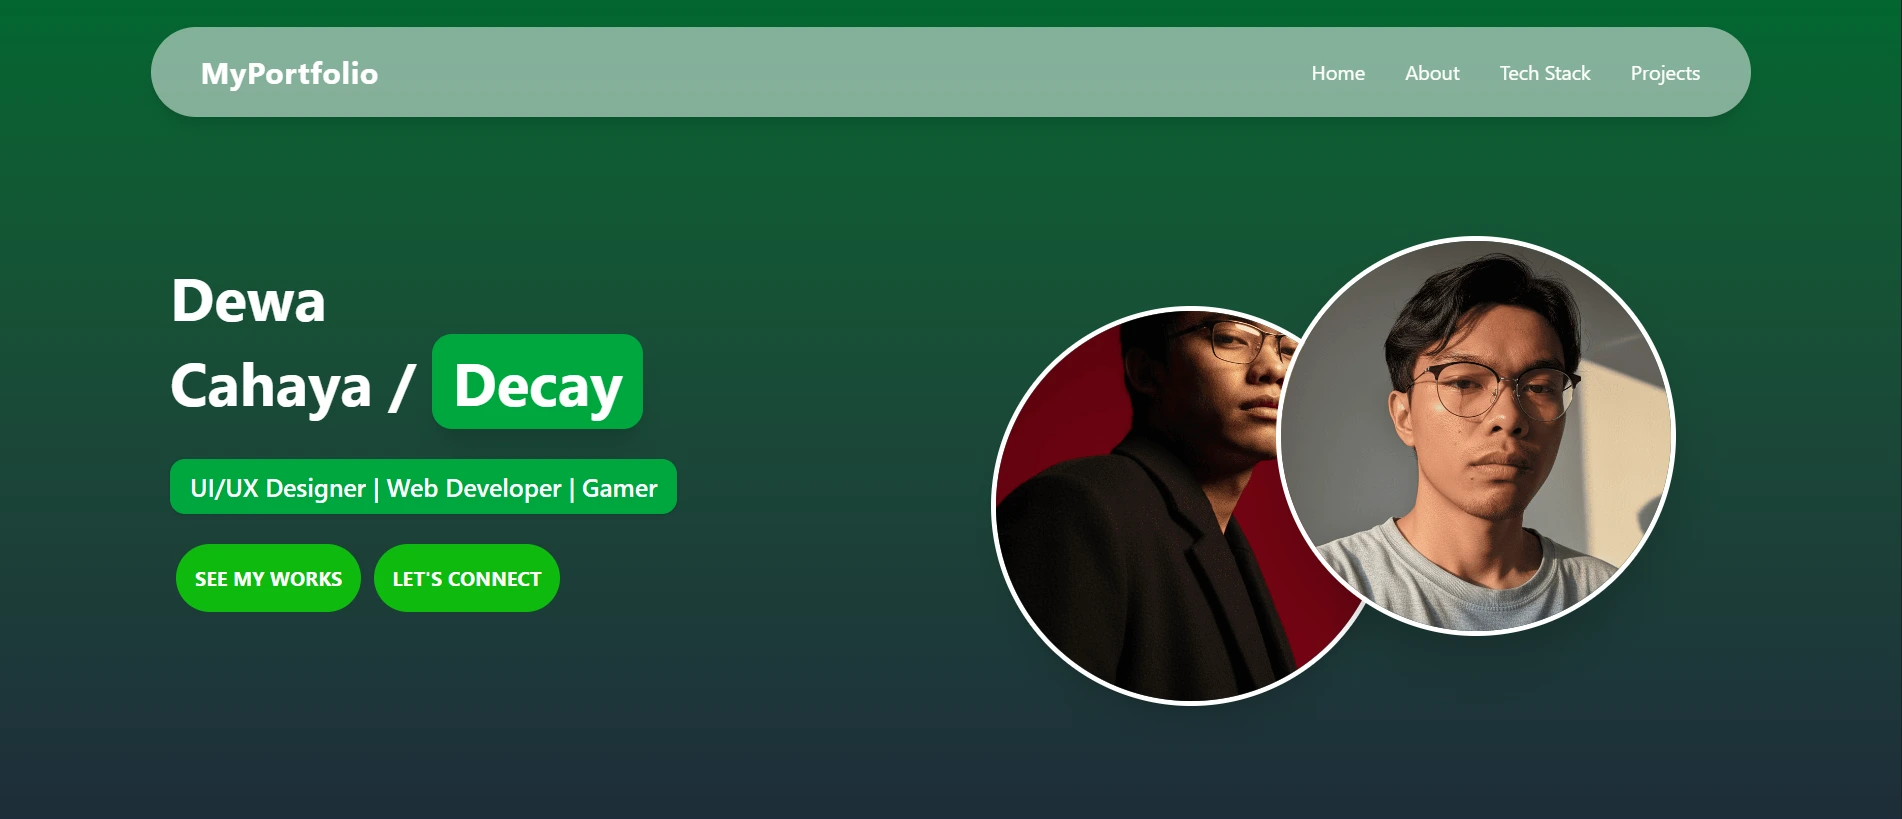 MyPortfolio
Home About Tech Stack Projects
Dewa
Cahaya / Decay
UI/UX Designer | Web Developer | Gamer
SEE MY WORKS LET'S CONNECT